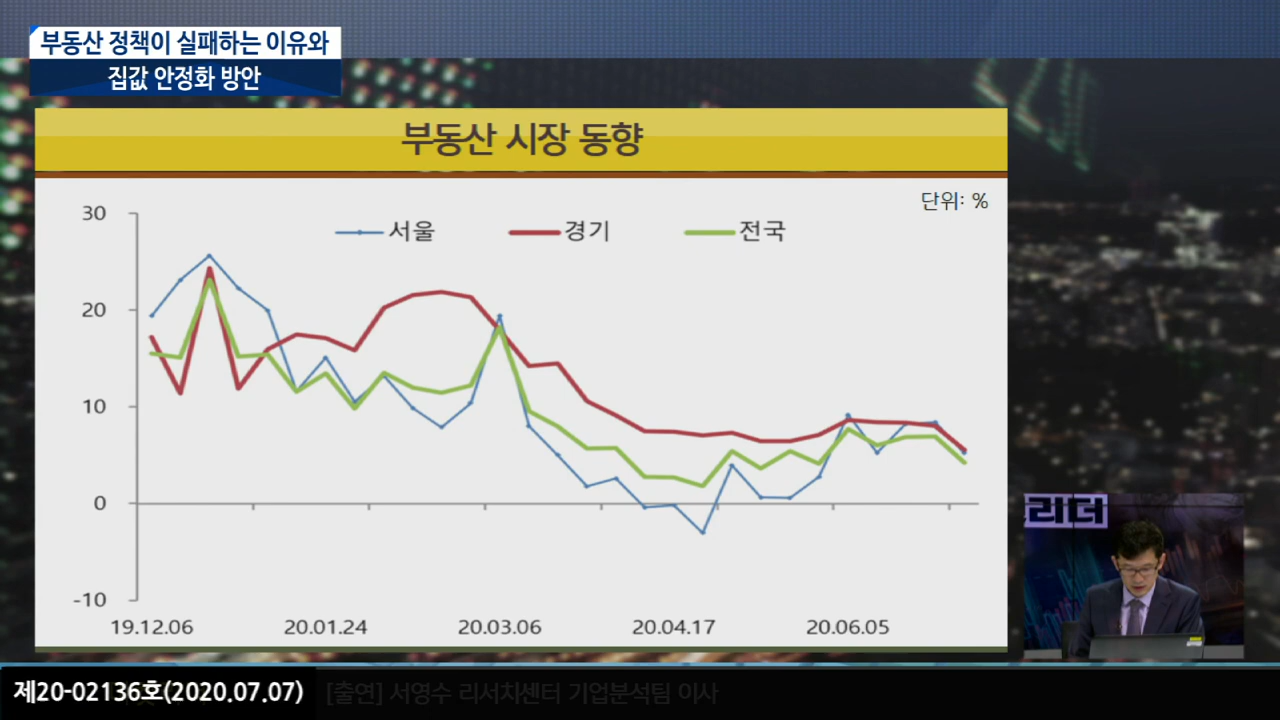 부동산 정책이 실패하는 이유와
집값 안정화 방안
부동산 시장 동향
단위: %
서울 경기 전국
30
20
10
0
-10
19.12.06 20.01.24 20.03.06 20.04.17 20.06.05
리더
제20-02136호(2020.07.07) [출연] 서영수 리서치센터 기업분석팀 이사